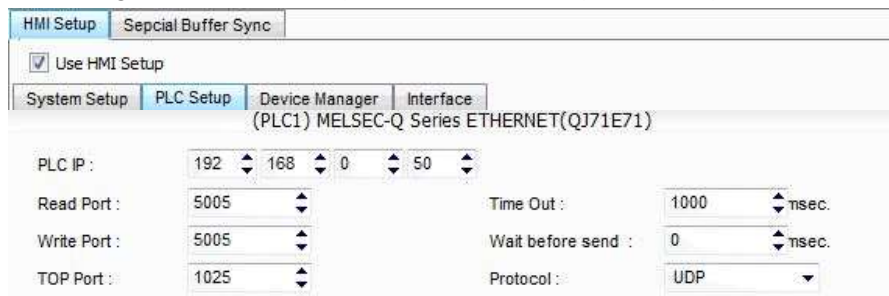 HMI Setup Sepcial Buffer Sync
Use HMI Setup
System Setup PLC Setup Device Manager Interface
(PLC1) MELSEC-Q Series ETHERNET(QJ71E71)
PLC IP : 192 168 0 50
Read Port : 5005 Time Out : 1000 msec.
Write Port : 5005 Wait before send : 0 msec.
TOP Port : 1025 Protocol : UDP